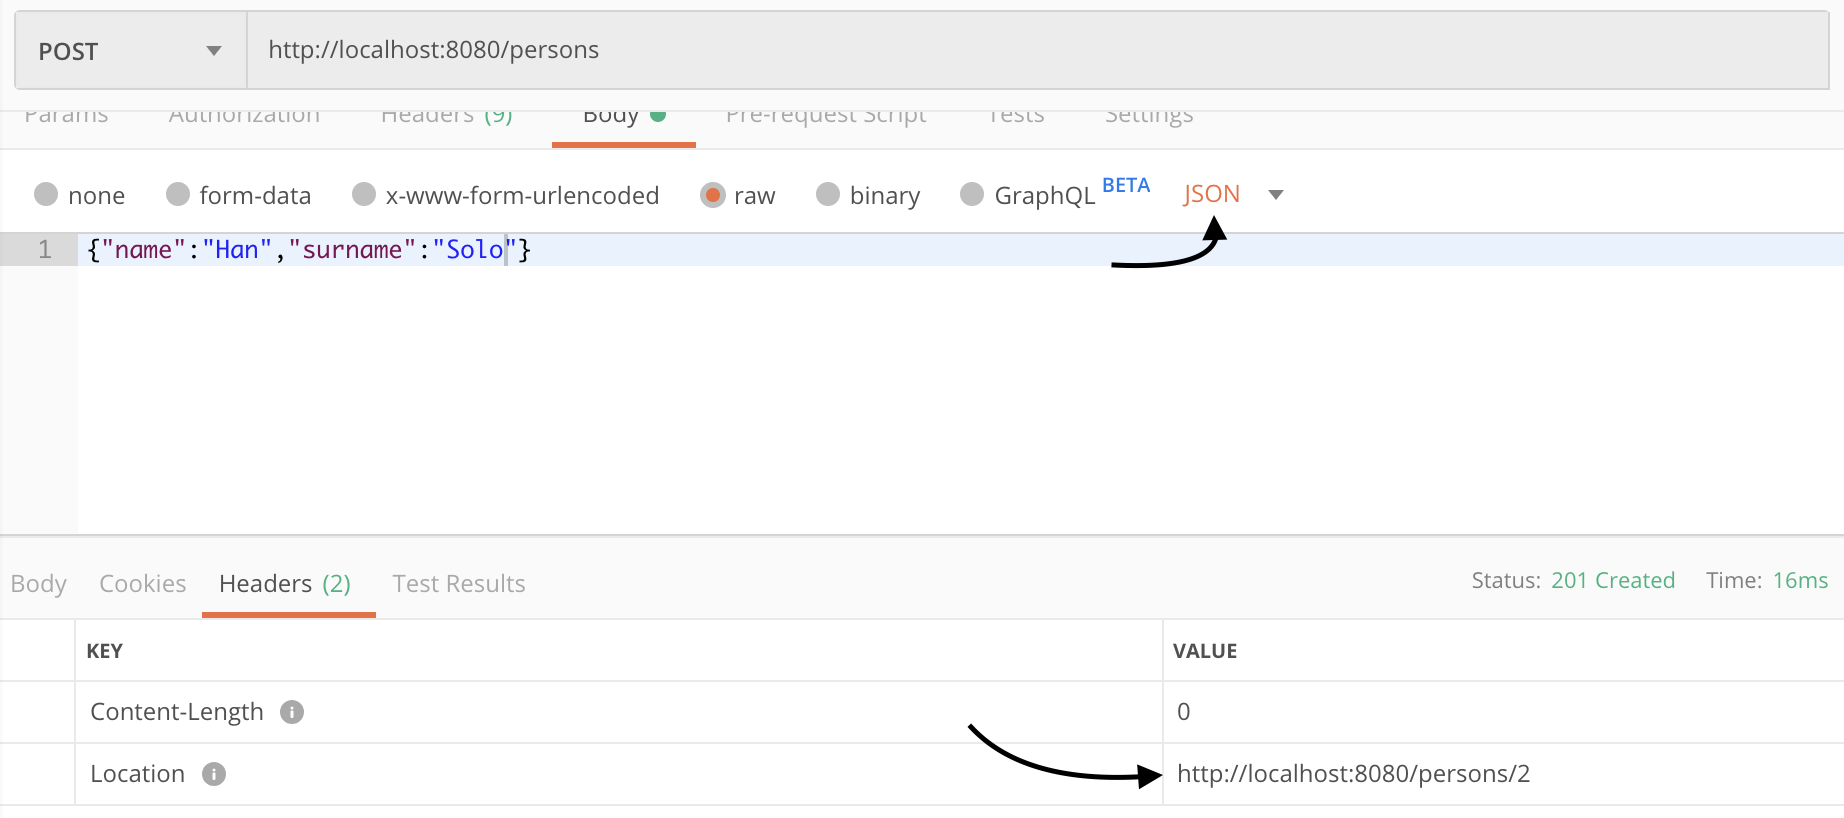 POST http://localhost:8080/persons
Params Authorization Headers (9) Body Pre-request Script Tests Settings
none form-data x-www-form-urlencoded raw binary GraphQL BETA JSON
1 {"name":"Han","surname":"Solo"}
Body Cookies Headers (2) Test Results Status: 201 Created Time: 16ms
KEY VALUE
Content-Length 0
Location http://localhost:8080/persons/2